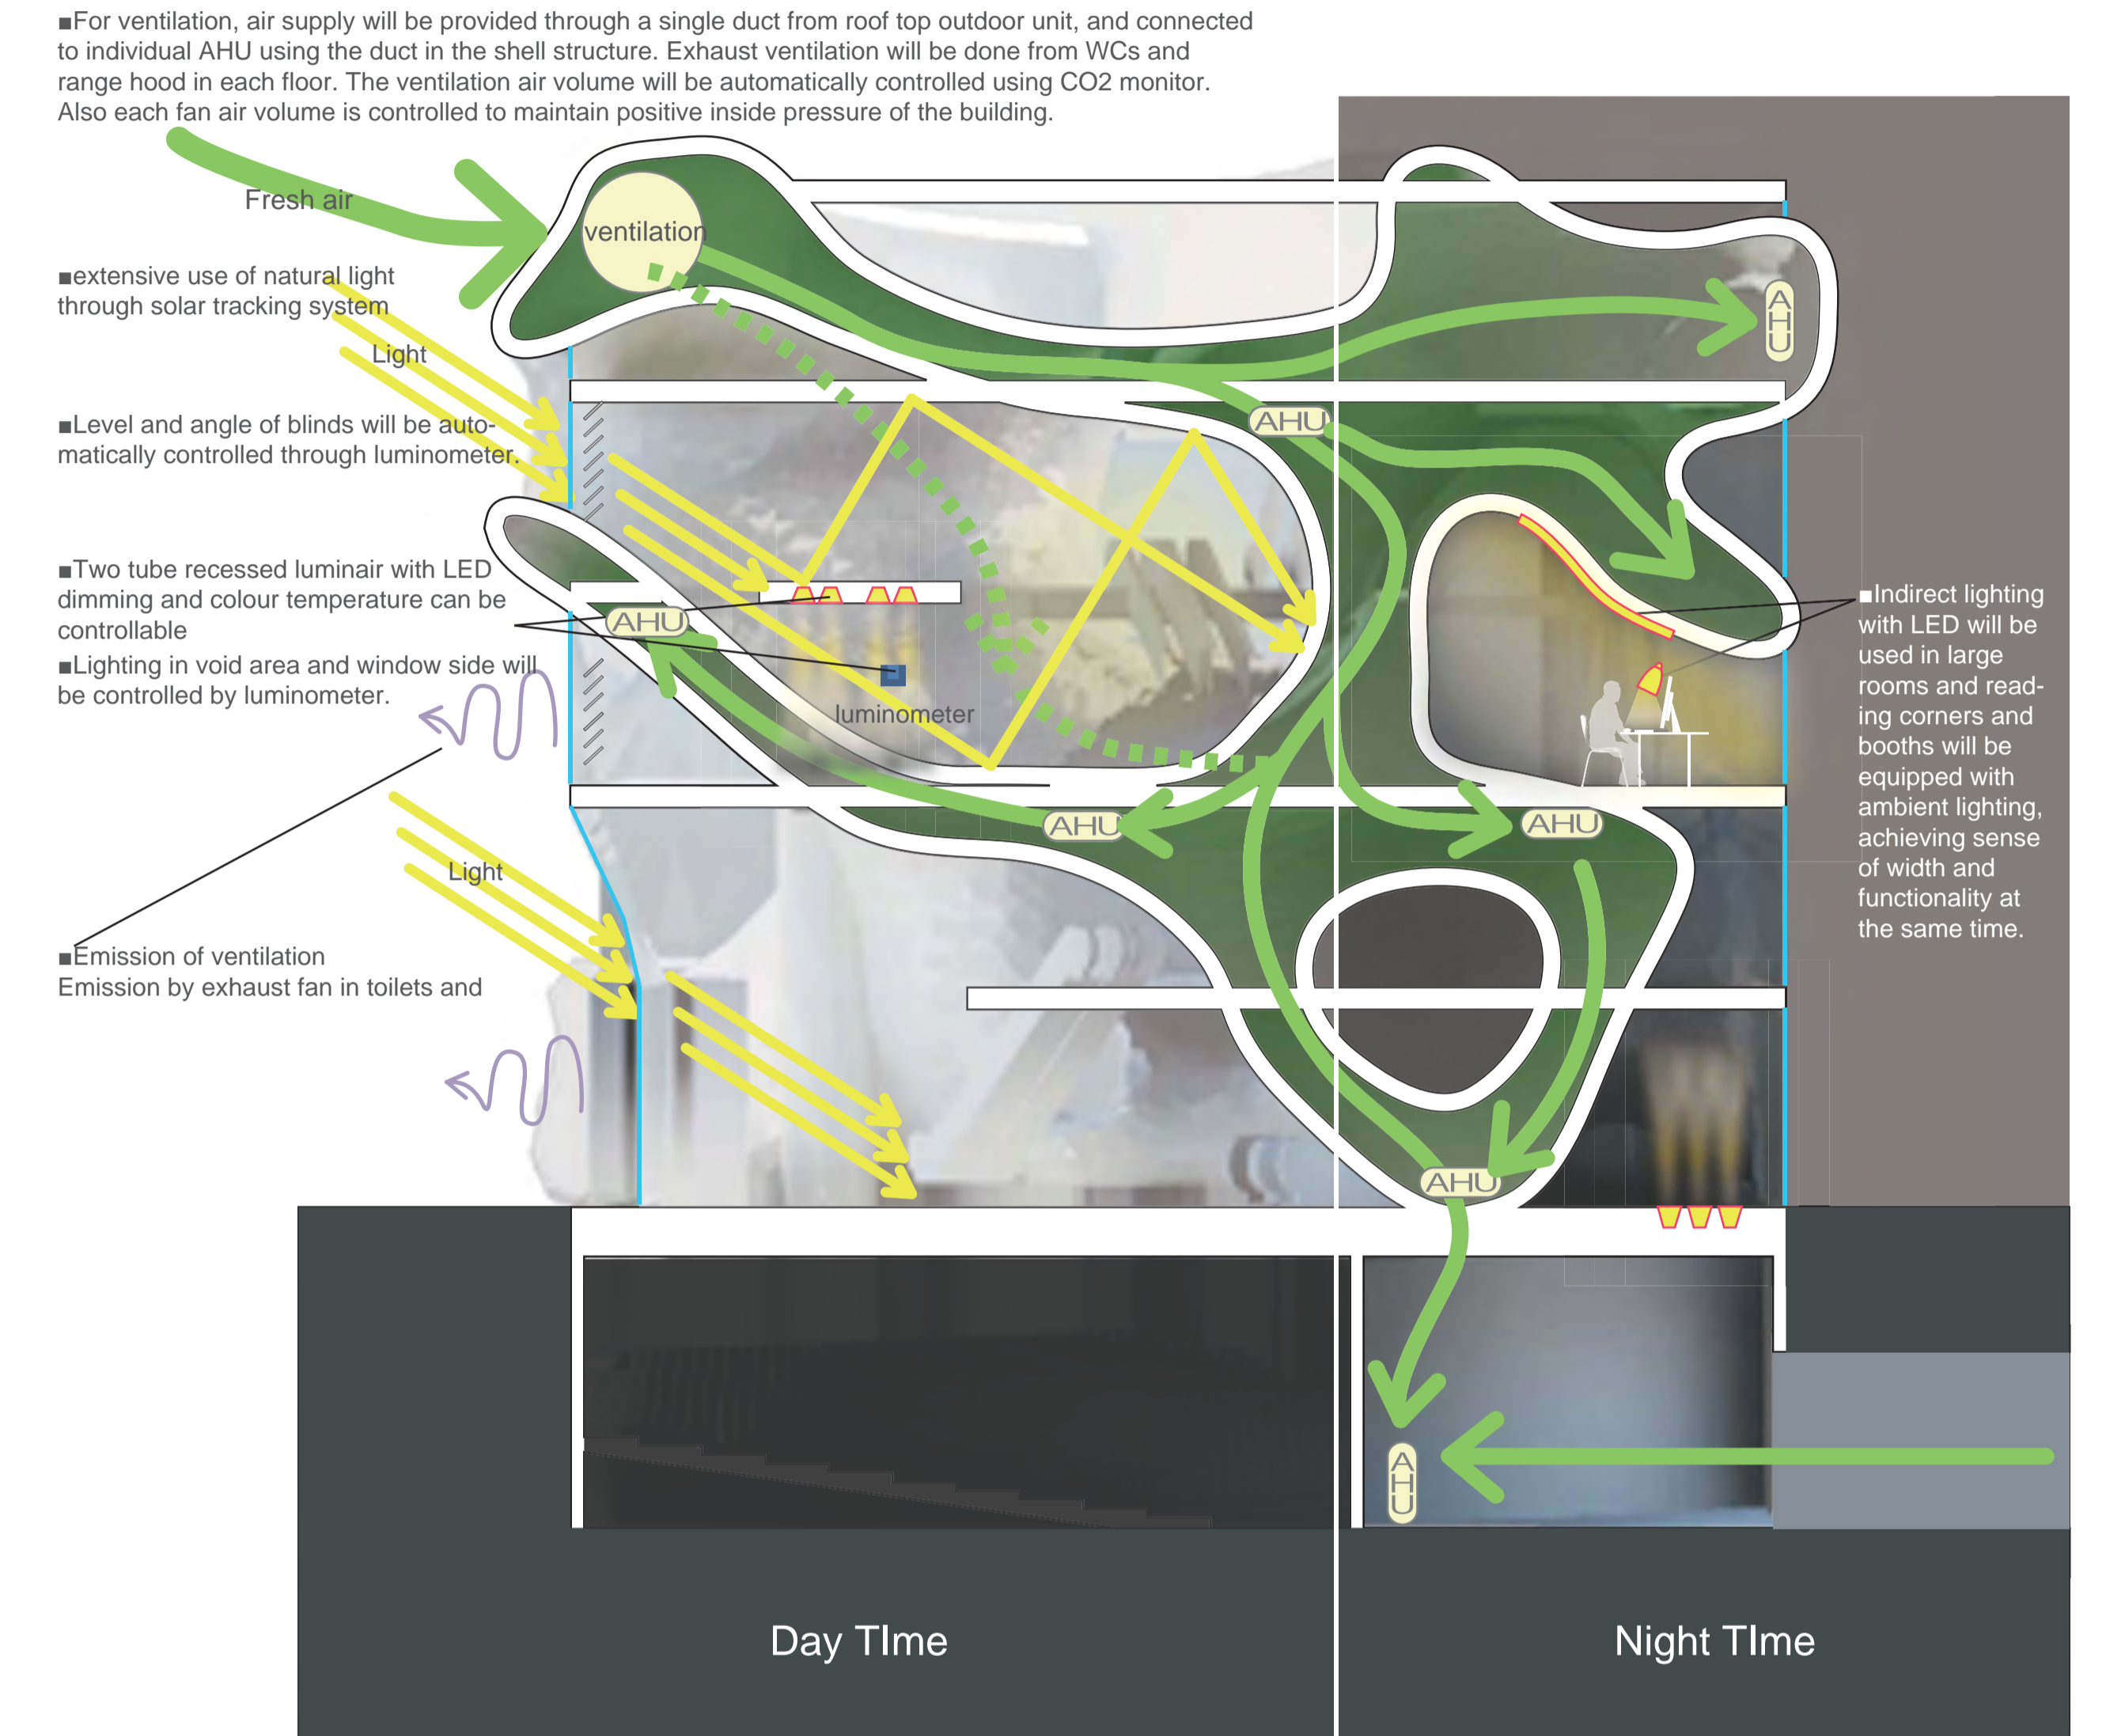 ■For ventilation, air supply will be provided through a single duct from roof top outdoor unit, and connected
to individual AHU using the duct in the shell structure. Exhaust ventilation will be done from WCs and
range hood in each floor. The ventilation air volume will be automatically controlled using CO2 monitor.
Also each fan air volume is controlled to maintain positive inside pressure of the building.
Fresh air
ventilation
■extensive use of natural light
through solar tracking system
Light
AHU
■Level and angle of blinds will be auto-
matically controlled through luminometer.
AHU
■Two tube recessed luminair with LED
dimming and colour temperature can be
controllable
AHU
■Lighting in void area and window side will
be controlled by luminometer.
luminometer
■Indirect lighting
with LED will be
used in large
rooms and read-
ing corners and
booths will be
equipped with
ambient lighting,
achieving sense
of width and
functionality at
the same time.
AHU
AHU
Light
■Emission of ventilation
Emission by exhaust fan in toilets and
AHU
AHU
Day TIme
Night TIme